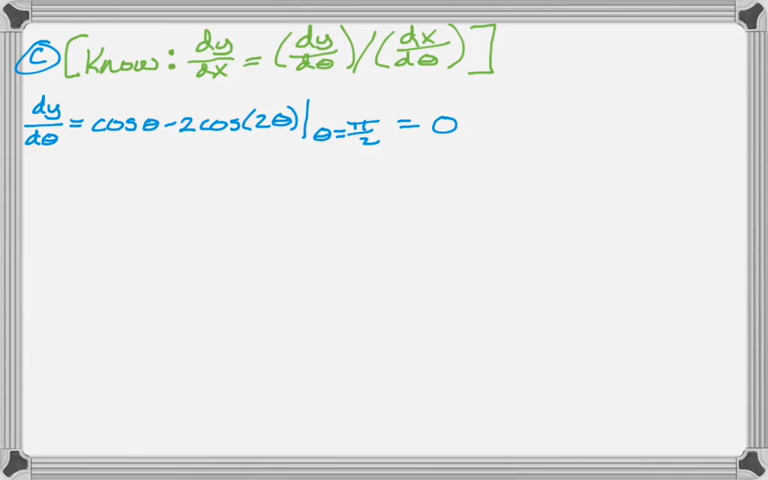 Ⓒ [Know: dy/dx = (dy/dθ)/(dx/dθ)]
dy/dθ = cosθ - 2cos(2θ)|θ=π/2 = 0